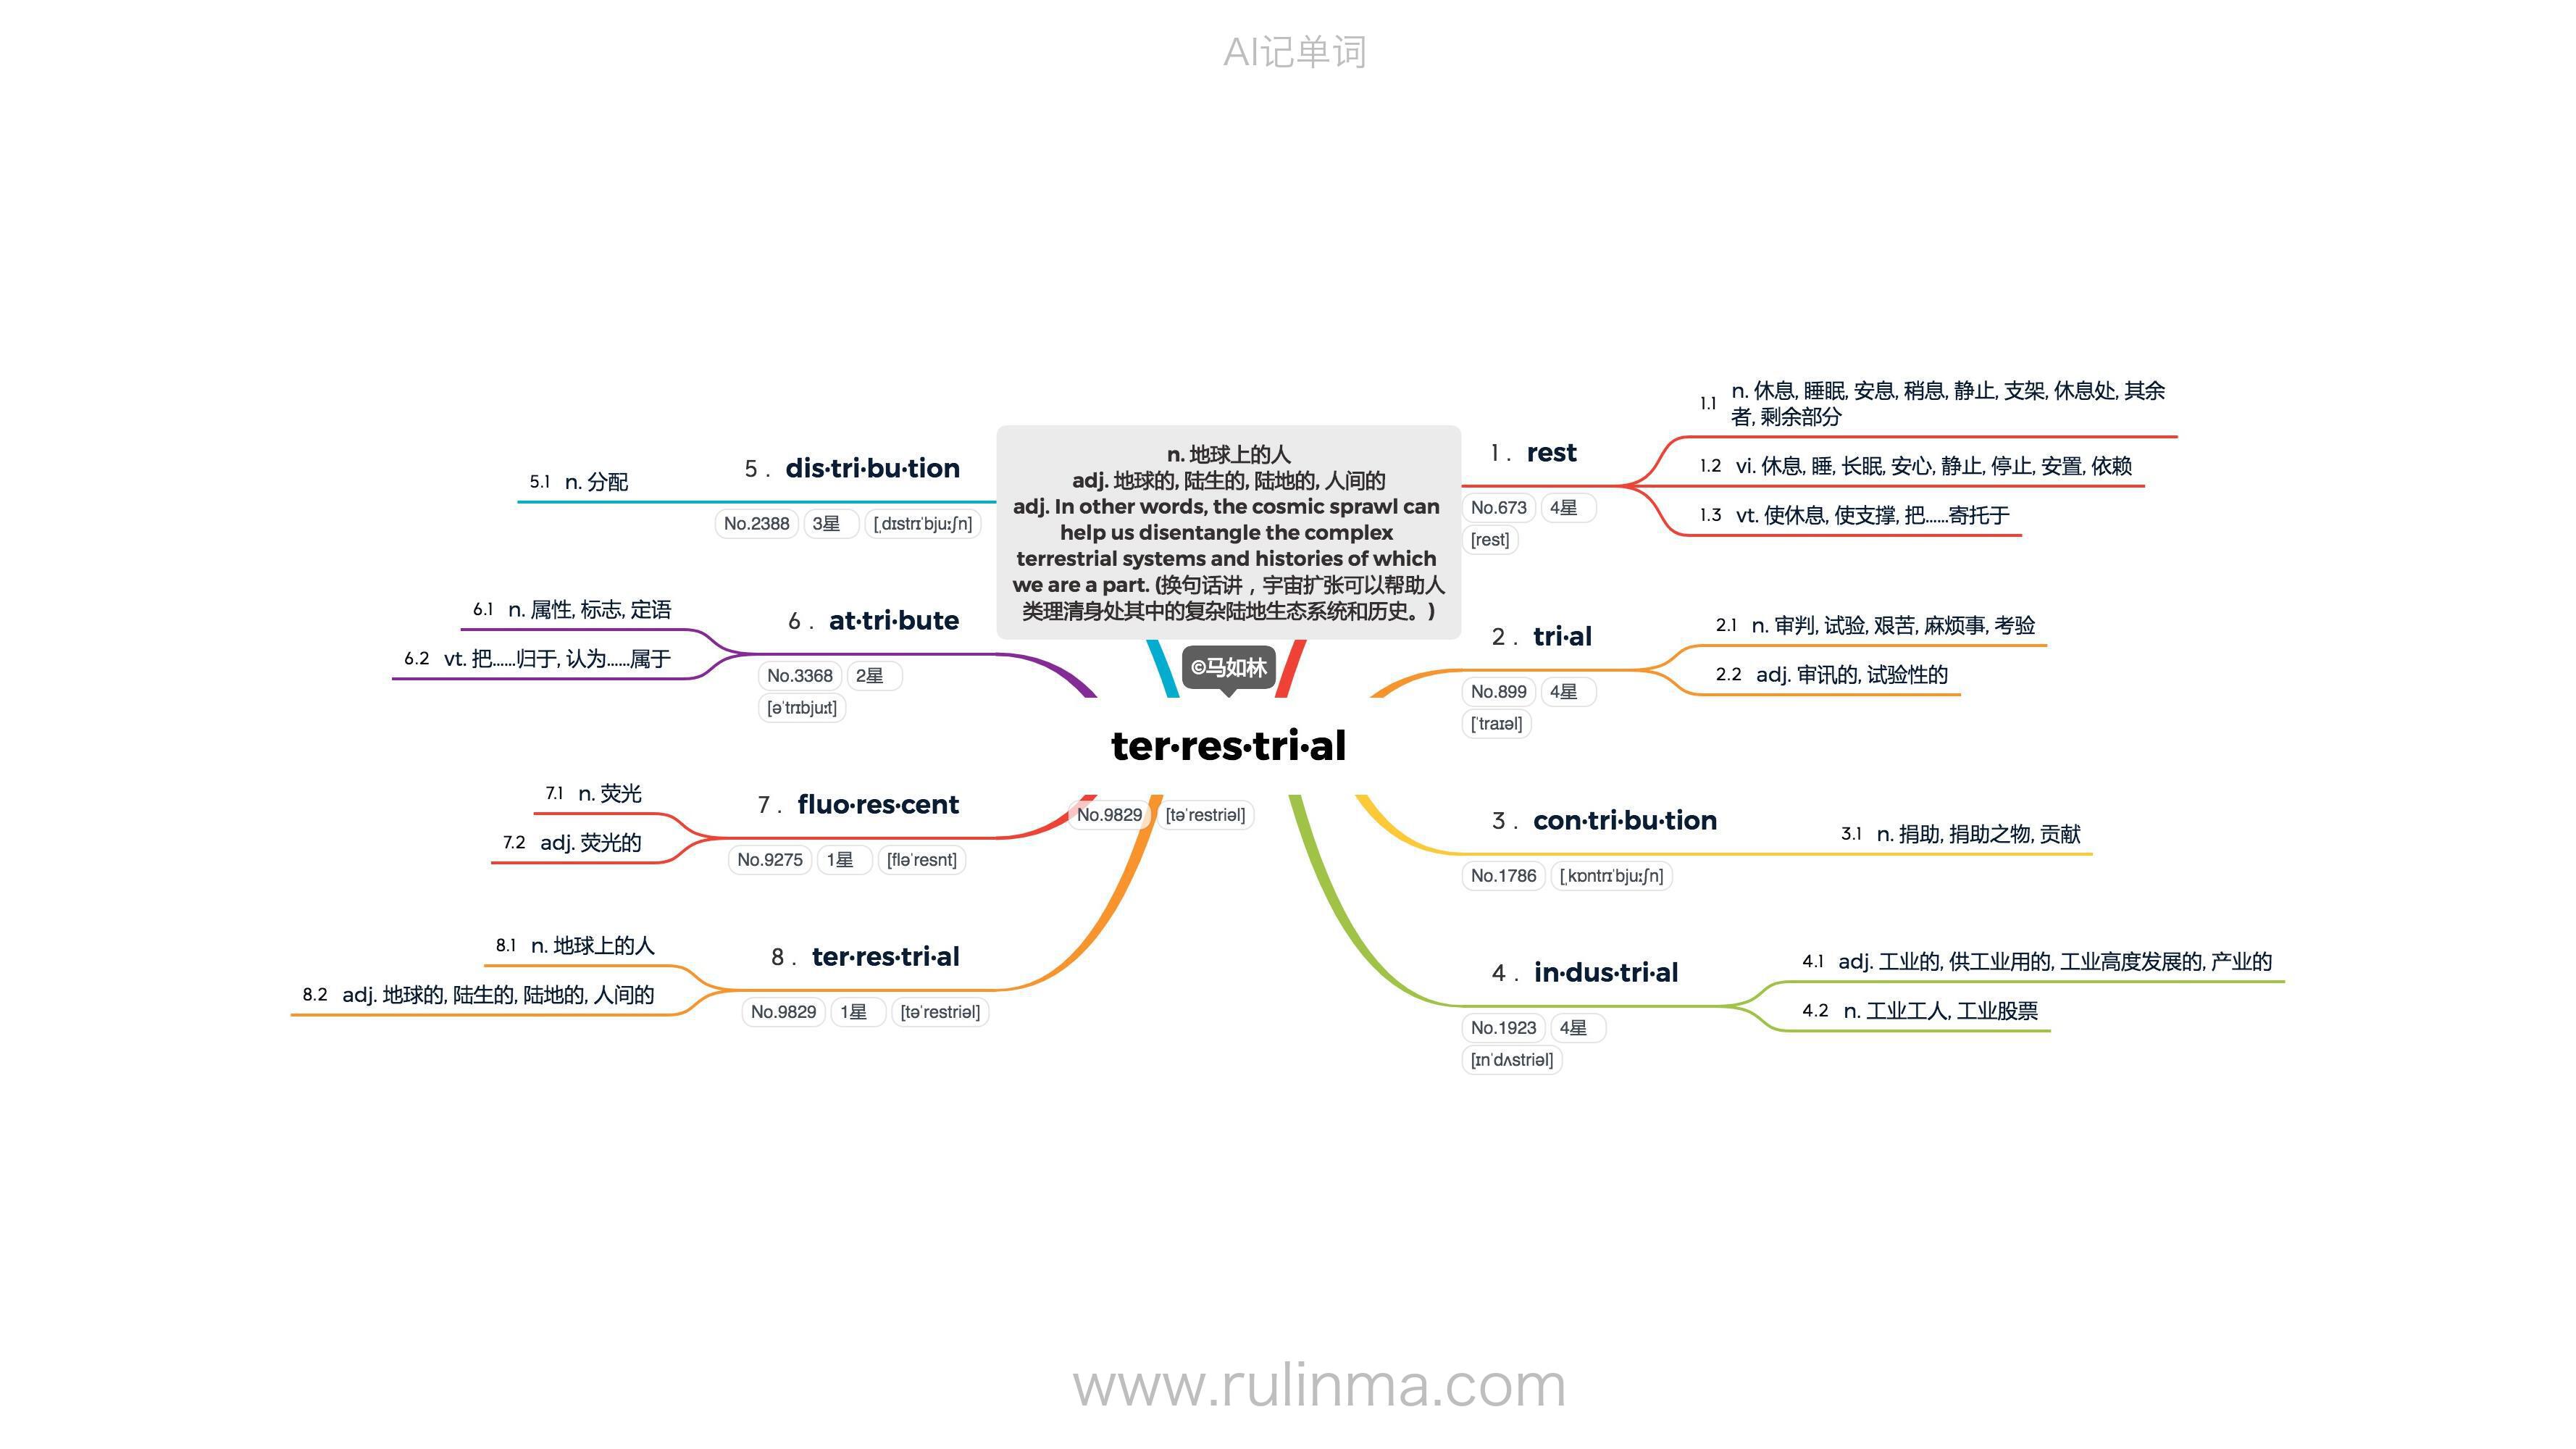 AI记单词
n. 地球上的人
adj. 地球的, 陆生的, 陆地的, 人间的
adj. In other words, the cosmic sprawl can
help us disentangle the complex
terrestrial systems and histories of which
we are a part. (换句话讲，宇宙扩张可以帮助人
类理清身处其中的复杂陆地生态系统和历史。)
©马如林
ter·res·tri·al
No.9829 [təˈrestriəl]
1. rest
No.673 4星
[rest]
1.1 n. 休息, 睡眠, 安息, 稍息, 静止, 支架, 休息处, 其余
者, 剩余部分
1.2 vi. 休息, 睡, 长眠, 安心, 静止, 停止, 安置, 依赖
1.3 vt. 使休息, 使支撑, 把……寄托于
2. tri·al
No.899 4星
[ˈtraɪəl]
2.1 n. 审判, 试验, 艰苦, 麻烦事, 考验
2.2 adj. 审讯的, 试验性的
3. con·tri·bu·tion
No.1786 [ˌkɒntrɪˈbjuːʃn]
3.1 n. 捐助, 捐助之物, 贡献
4. in·dus·tri·al
No.1923 4星
[ɪnˈdʌstriəl]
4.1 adj. 工业的, 供工业用的, 工业高度发展的, 产业的
4.2 n. 工业工人, 工业股票
5. dis·tri·bu·tion
No.2388 3星 [ˌdɪstrɪˈbjuːʃn]
5.1 n. 分配
6. at·tri·bute
No.3368 2星
[əˈtrɪbjuːt]
6.1 n. 属性, 标志, 定语
6.2 vt. 把……归于, 认为……属于
7. fluo·res·cent
No.9275 1星 [fləˈresnt]
7.1 n. 荧光
7.2 adj. 荧光的
8. ter·res·tri·al
No.9829 1星 [təˈrestriəl]
8.1 n. 地球上的人
8.2 adj. 地球的, 陆生的, 陆地的, 人间的
www.rulinma.com